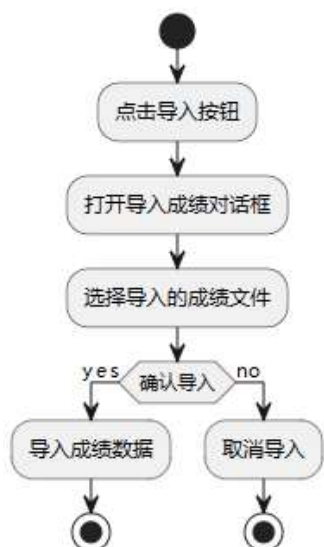 点击导入按钮
打开导入成绩对话框
选择导入的成绩文件
yes
确认导入
no
导入成绩数据
取消导入